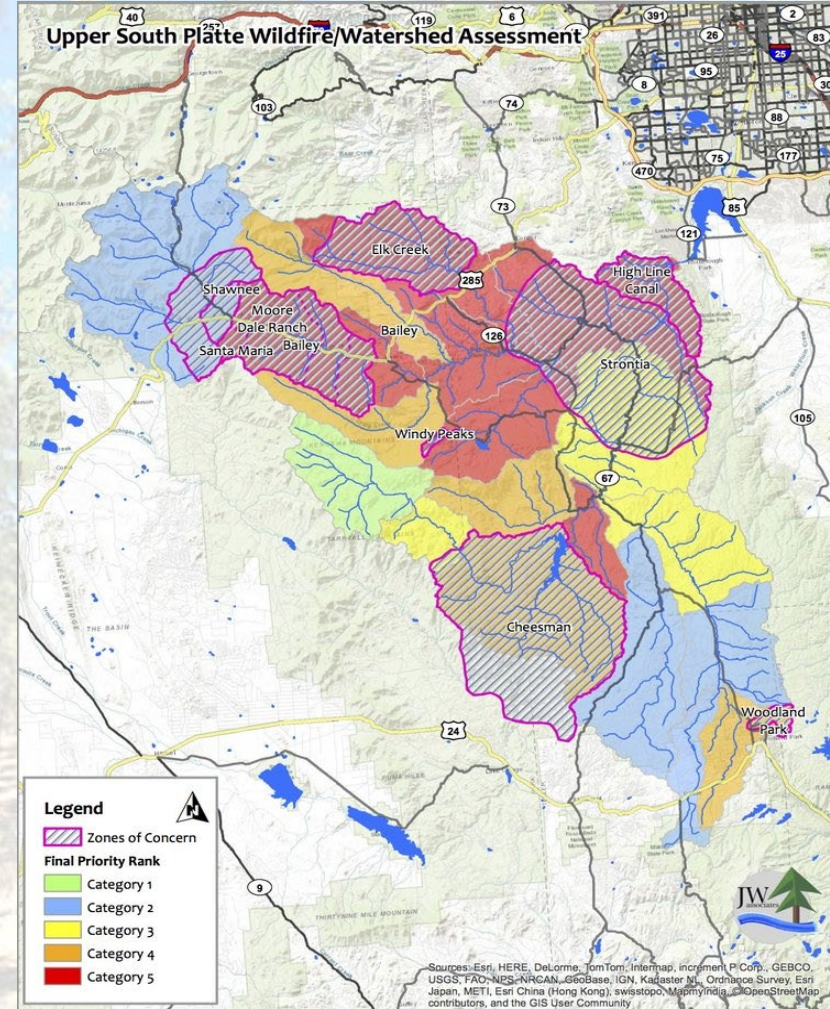 Upper South Platte Wildfire/Watershed Assessment
40
257
119
6
391
2
26
83
25
95
8
30
103
74
88
75
177
470
73
85
121
Elk Creek
High Line
Canal
285
Shawnee
Moore
Dale Ranch
Bailey
126
Santa Maria
Bailey
Strontia
105
Windy Peaks
67
THE BASIN
Cheesman
Woodland
Park
24
Legend
N
Zones of Concern
Final Priority Rank
Category 1
Category 2
Category 3
Category 4
Category 5
9
THIRTYNINE MILE MOUNTAIN
JW
associates
Sources: Esri, HERE, DeLorme, TomTom, Intermap, increment P Corp., GEBCO,
USGS, FAO, NPS, NRCAN, GeoBase, IGN, Kadaster NL, Ordnance Survey, Esri
Japan, METI, Esri China (Hong Kong), swisstopo, MapmyIndia, © OpenStreetMap
contributors, and the GIS User Community